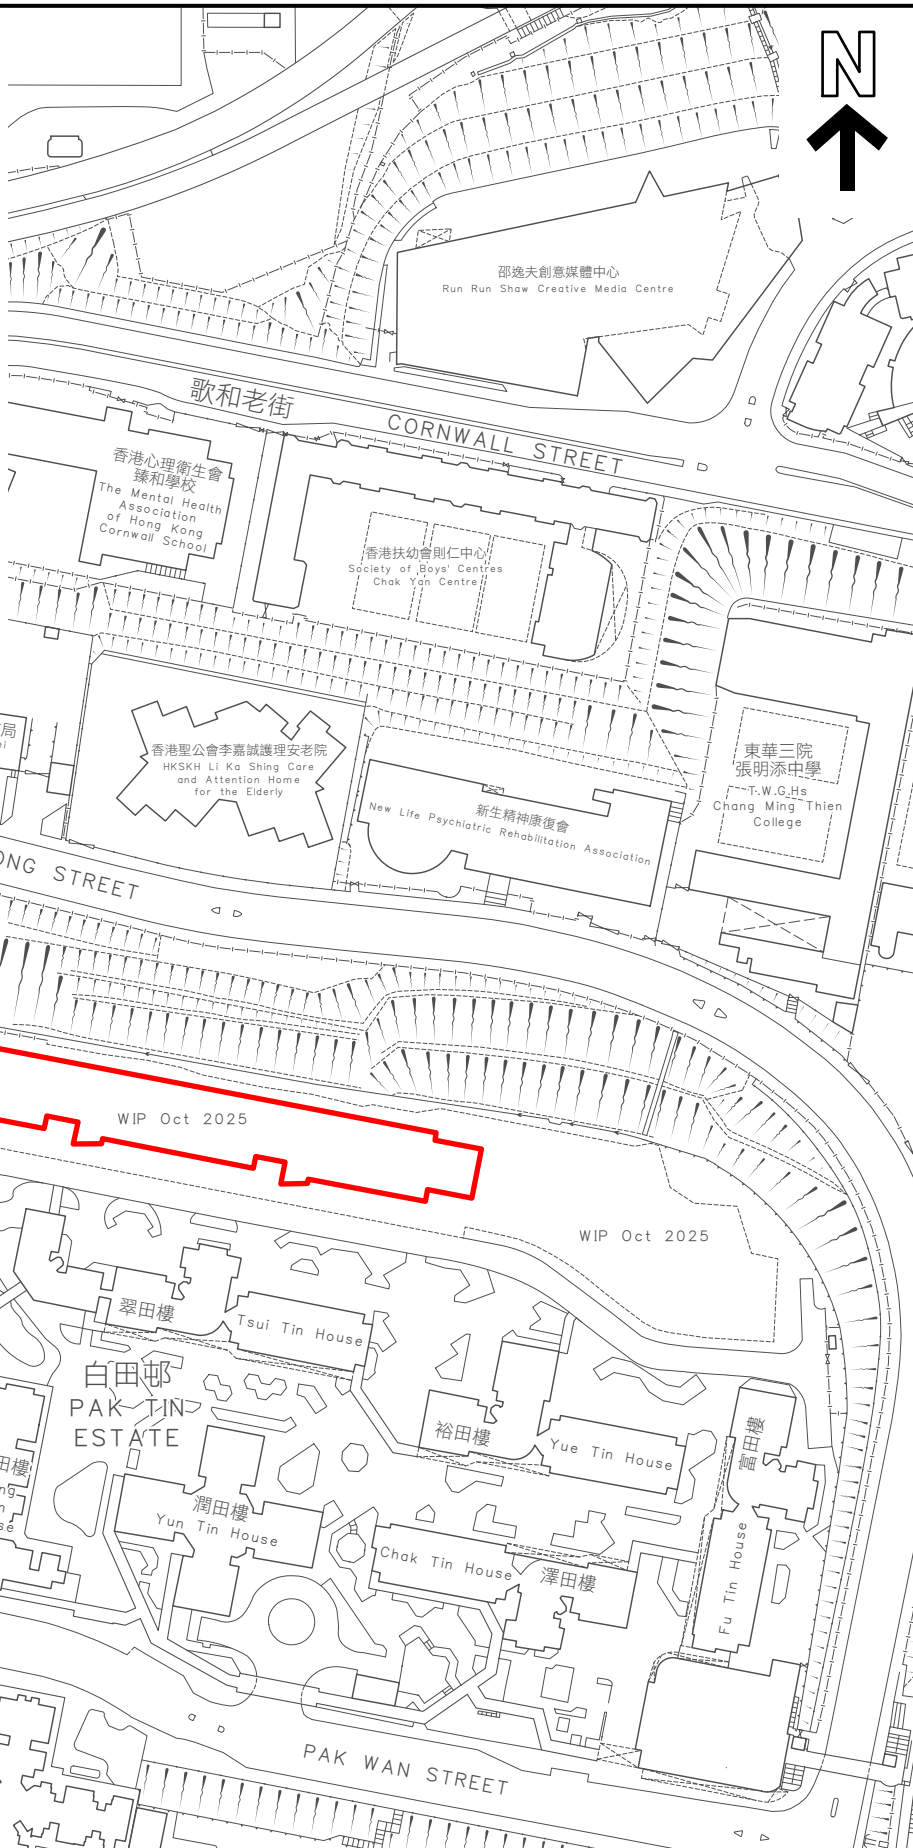 N
邵逸夫創意媒體中心
Run Run Shaw Creative Media Centre
歌和老街
CORNWALL STREET
香港心理衞生會
臻和學校
The Mental Health
Association
of Hong Kong
Cornwall School
香港扶幼會則仁中心
Society of Boys' Centres
Chak Yan Centre
局
ei
香港聖公會李嘉誠護理安老院
HKSKH Li Ka Shing Care
and Attention Home
for the Elderly
東華三院
張明添中學
T.W.G.Hs
Chang Ming Thien
College
新生精神康復會
New Life Psychiatric Rehabilitation Association
ONG STREET
WIP Oct 2025
WIP Oct 2025
翠田樓
Tsui Tin House
白田邨
PAK TIN
ESTATE
裕田樓
Yue Tin House
富田樓
Fu Tin House
田樓
ng
n
se
潤田樓
Yun Tin House
Chak Tin House
澤田樓
PAK WAN STREET